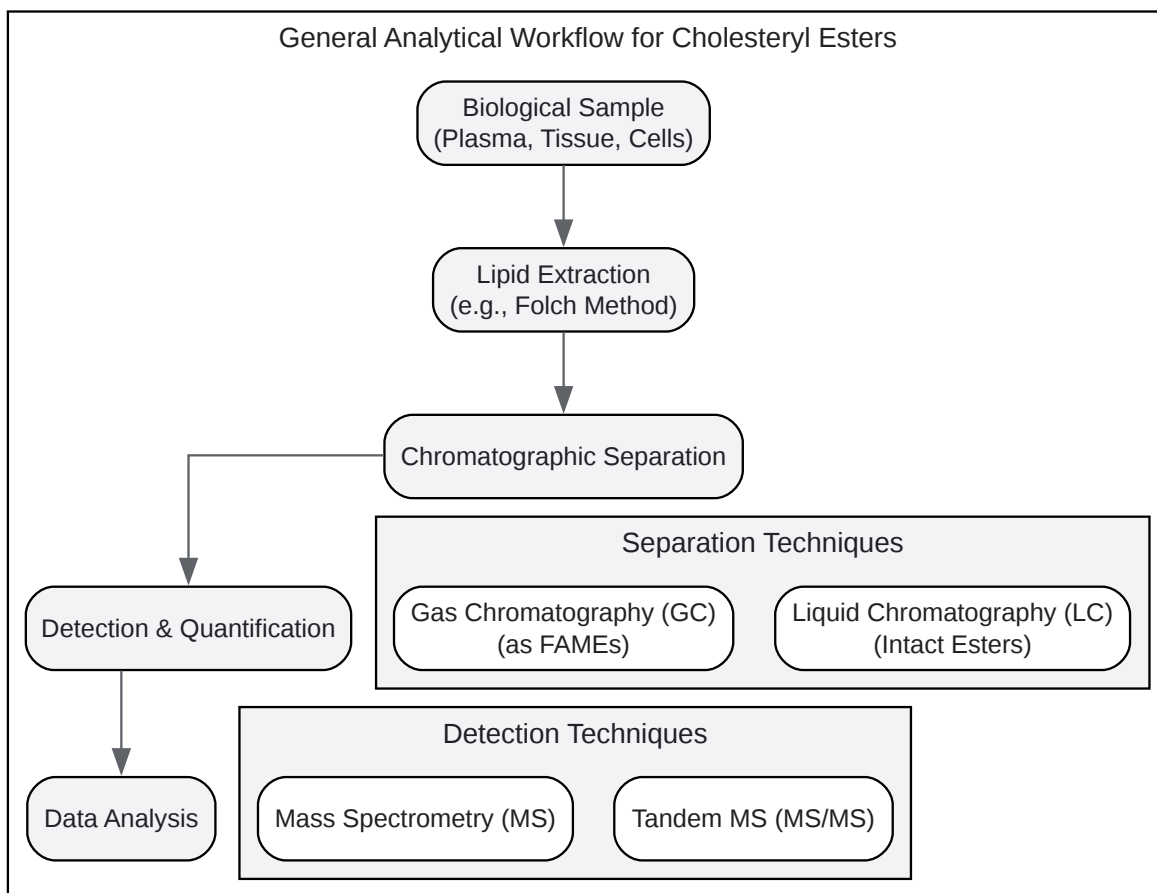 General Analytical Workflow for Cholesteryl Esters
Biological Sample
(Plasma, Tissue, Cells)
Lipid Extraction
(e.g., Folch Method)
Chromatographic Separation
Separation Techniques
Gas Chromatography (GC)
(as FAMEs)
Liquid Chromatography (LC)
(Intact Esters)
Detection & Quantification
Detection Techniques
Mass Spectrometry (MS)
Tandem MS (MS/MS)
Data Analysis